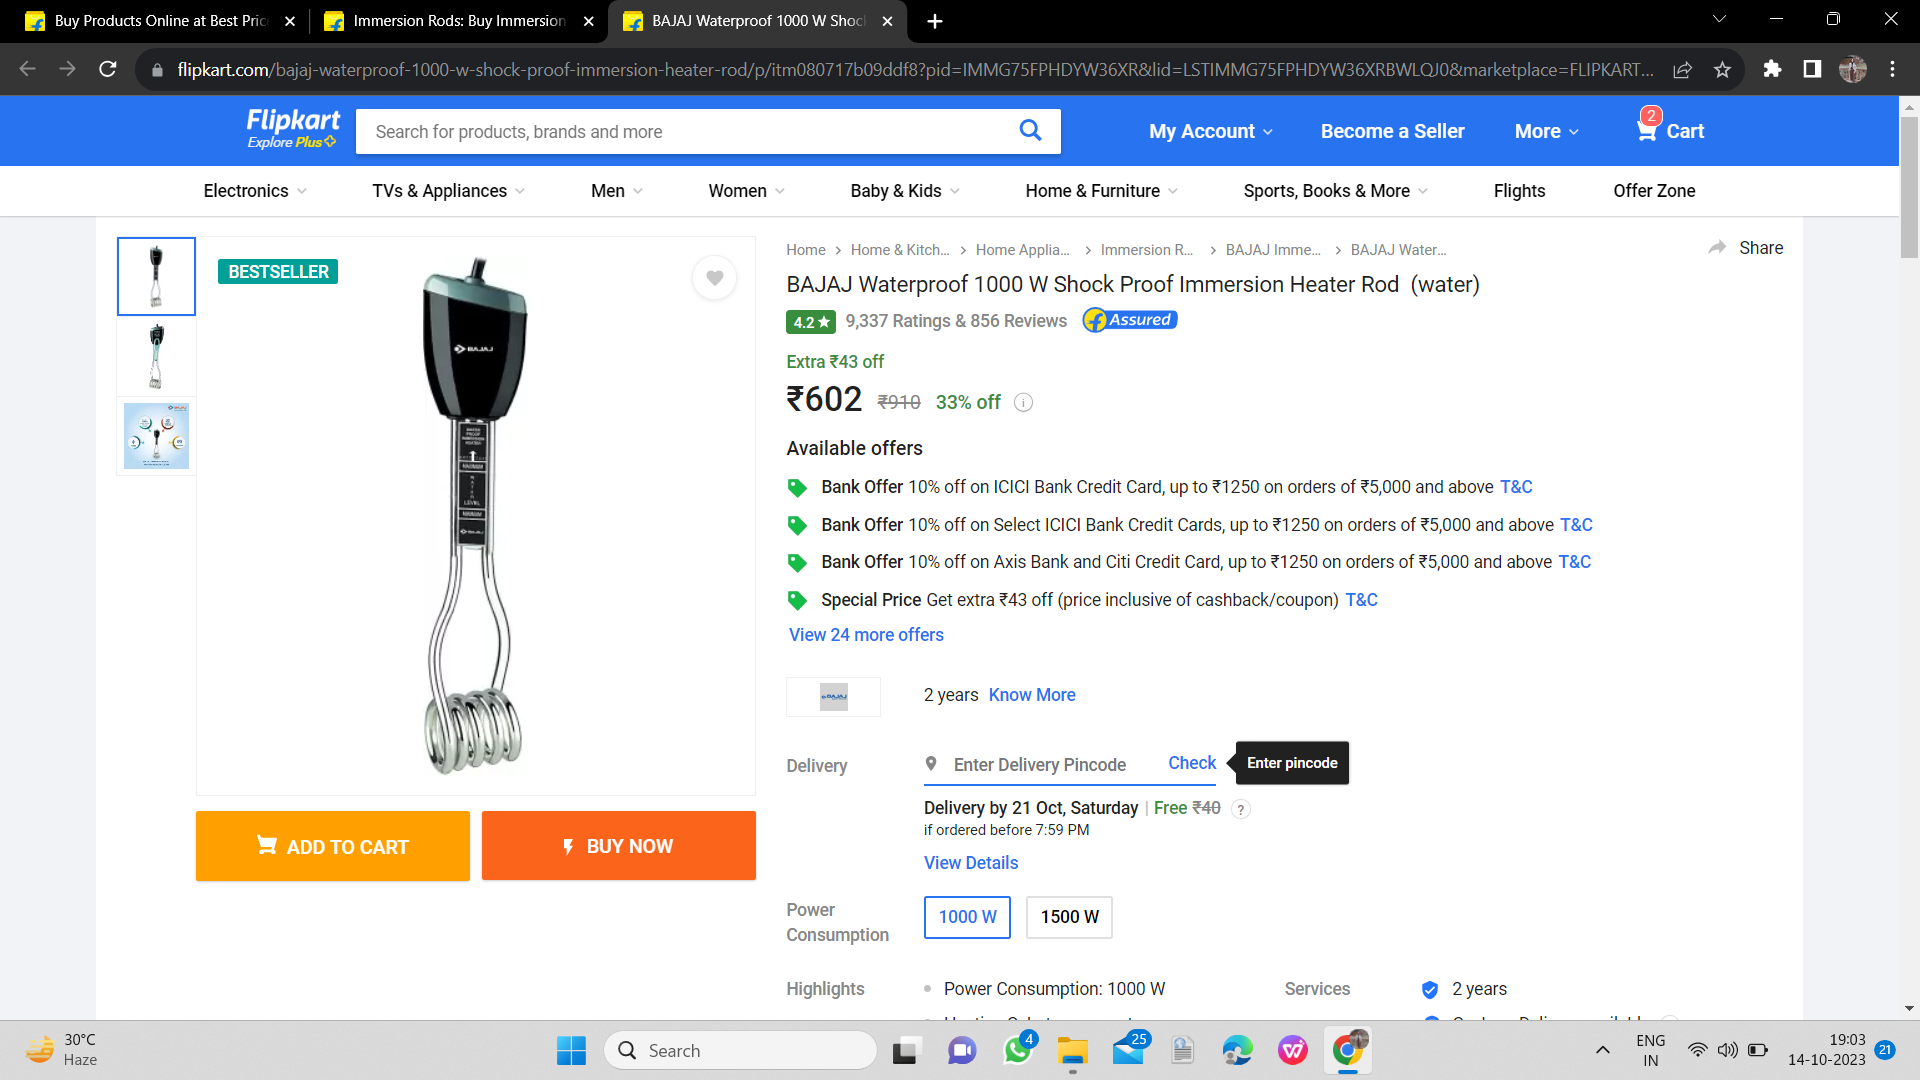 Buy Products Online at Best Pric
Immersion Rods: Buy Immersion
BAJAJ Waterproof 1000 W Shoc
flipkart.com/bajaj-waterproof-1000-w-shock-proof-immersion-heater-rod/p/itm080717b09ddf8?pid=IMMG75FPHDYW36XR&lid=LSTIMMG75FPHDYW36XRBWLQJ0&marketplace=FLIPKART...
Flipkart
Explore Plus
Search for products, brands and more
My Account
Become a Seller
More
2
Cart
Electronics
TVs & Appliances
Men
Women
Baby & Kids
Home & Furniture
Sports, Books & More
Flights
Offer Zone
BESTSELLER
BAJAJ
WATER LEVEL
Home > Home & Kitch... > Home Applia... > Immersion R... > BAJAJ Imme... > BAJAJ Water...
Share
BAJAJ Waterproof 1000 W Shock Proof Immersion Heater Rod (water)
4.2★ 9,337 Ratings & 856 Reviews Assured
Extra ₹43 off
₹602 ₹910 33% off
Available offers
Bank Offer 10% off on ICICI Bank Credit Card, up to ₹1250 on orders of ₹5,000 and above T&C
Bank Offer 10% off on Select ICICI Bank Credit Cards, up to ₹1250 on orders of ₹5,000 and above T&C
Bank Offer 10% off on Axis Bank and Citi Credit Card, up to ₹1250 on orders of ₹5,000 and above T&C
Special Price Get extra ₹43 off (price inclusive of cashback/coupon) T&C
View 24 more offers
BAJAJ
2 years Know More
Delivery
Enter Delivery Pincode
Check
Enter pincode
Delivery by 21 Oct, Saturday | Free ₹40 ?
if ordered before 7:59 PM
View Details
ADD TO CART
BUY NOW
Power
Consumption
1000 W
1500 W
Highlights
Power Consumption: 1000 W
Services
2 years
30°C
Haze
Search
4
25
ENG
IN
19:03
14-10-2023
21